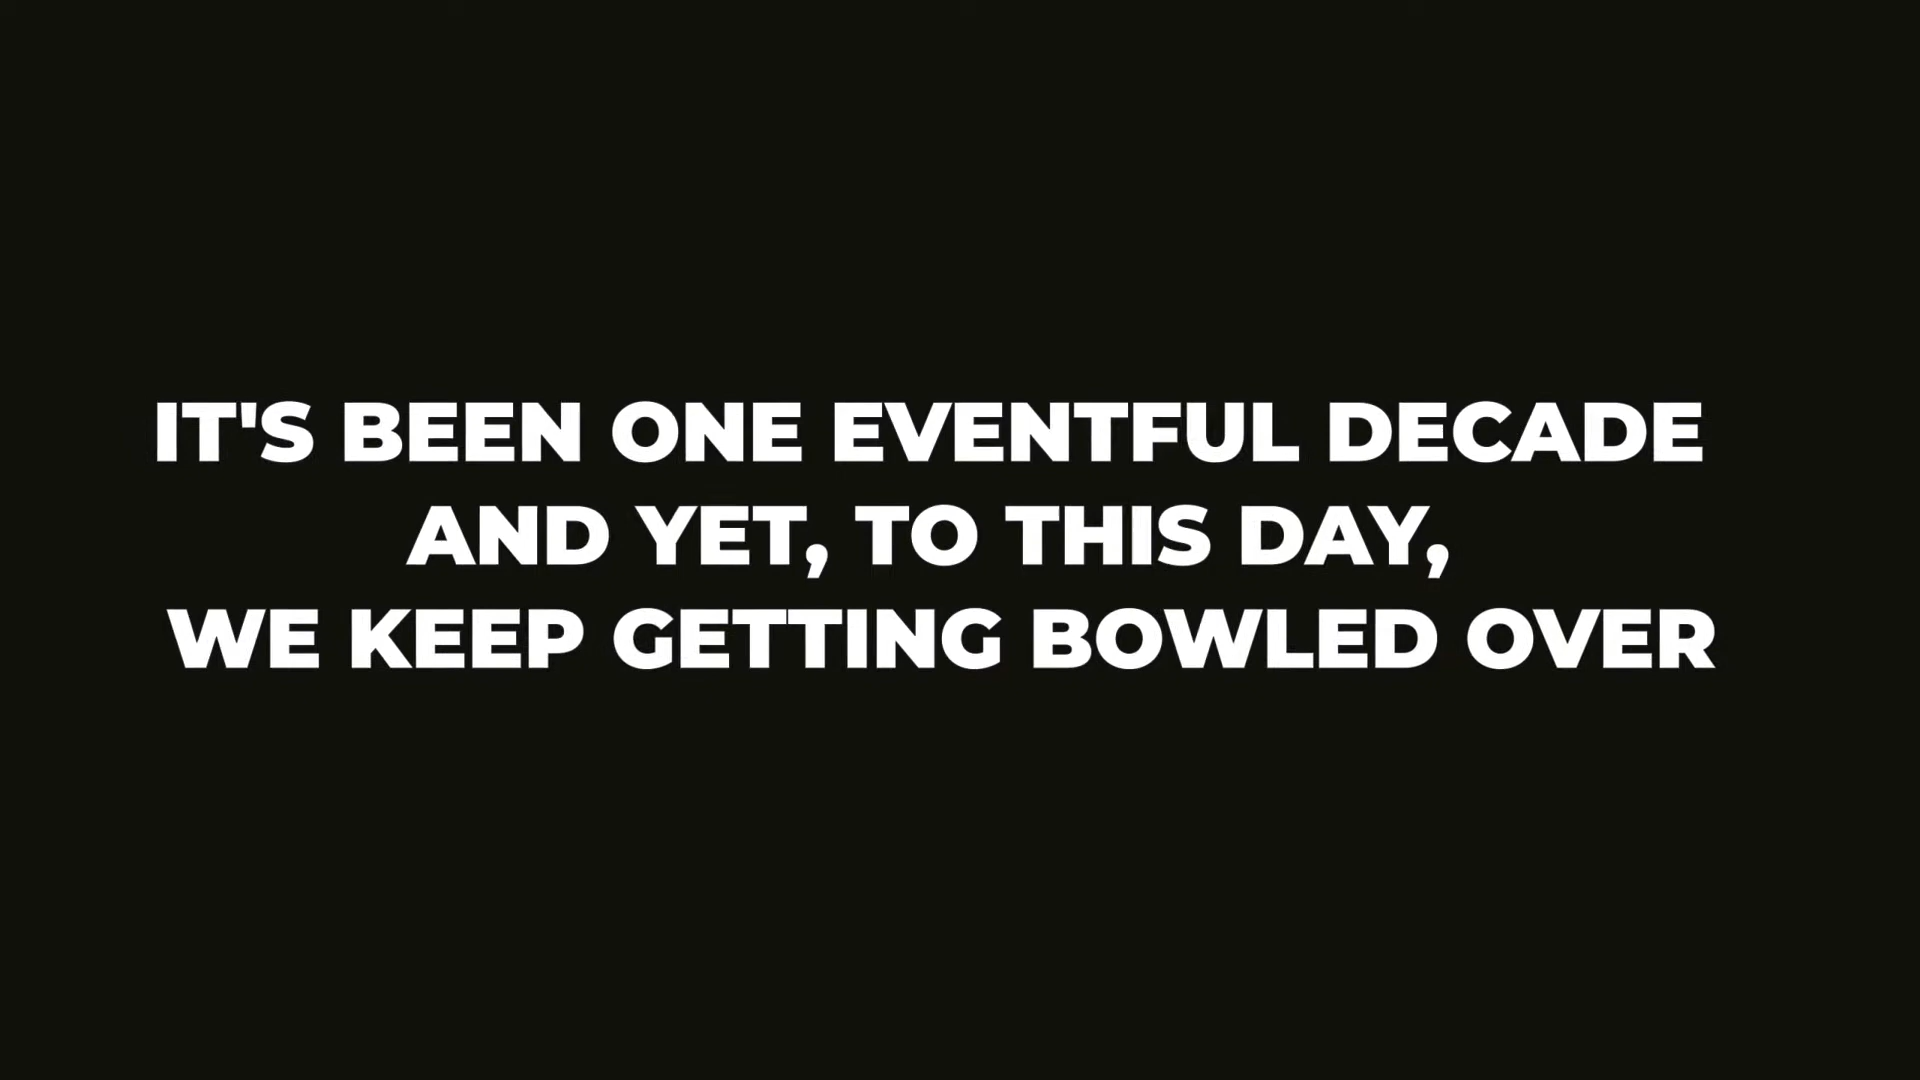 IT'S BEEN ONE EVENTFUL DECADE
AND YET, TO THIS DAY,
WE KEEP GETTING BOWLED OVER